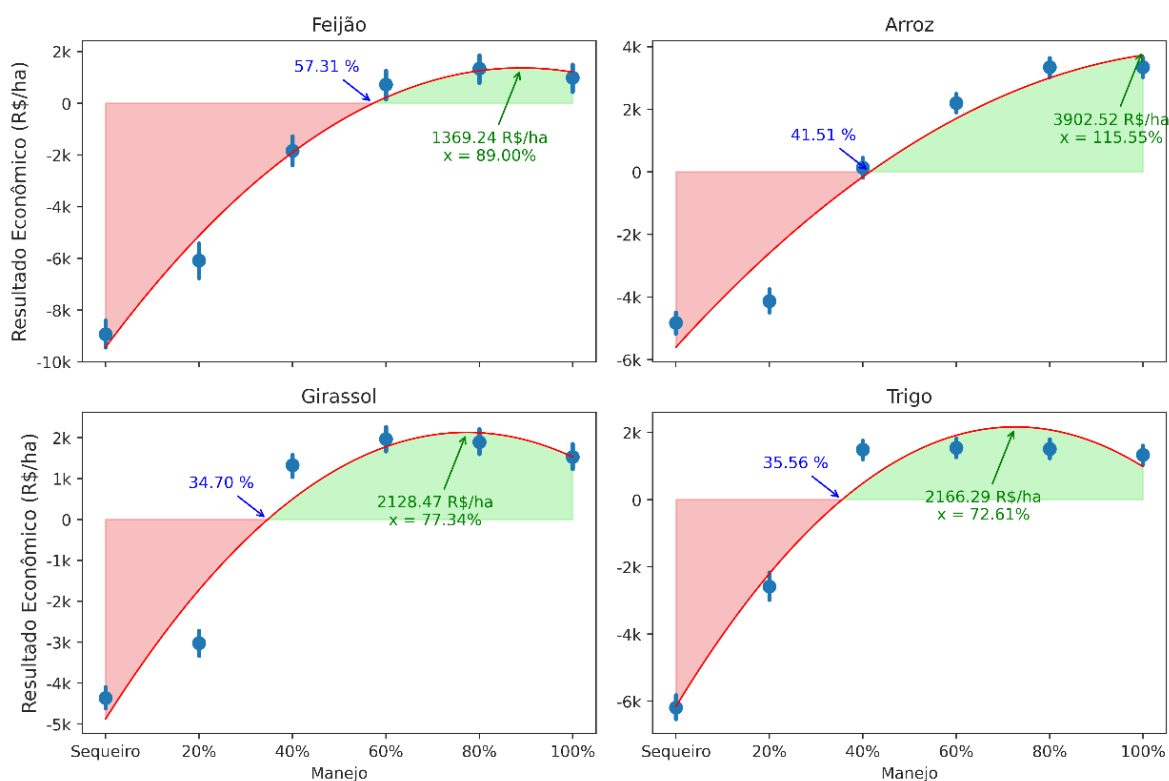 Feijão
Resultado Econômico (R$/ha)
2k
0
-2k
-4k
-6k
-8k
-10k
57.31 %
1369.24 R$/ha
x = 89.00%
Arroz
4k
2k
0
-2k
-4k
-6k
41.51 %
3902.52 R$/ha
x = 115.55%
Girassol
Resultado Econômico (R$/ha)
2k
1k
0
-1k
-2k
-3k
-4k
-5k
34.70 %
2128.47 R$/ha
x = 77.34%
Sequeiro 20% 40% 60% 80% 100%
Manejo
Trigo
2k
0
-2k
-4k
-6k
35.56 %
2166.29 R$/ha
x = 72.61%
Sequeiro 20% 40% 60% 80% 100%
Manejo